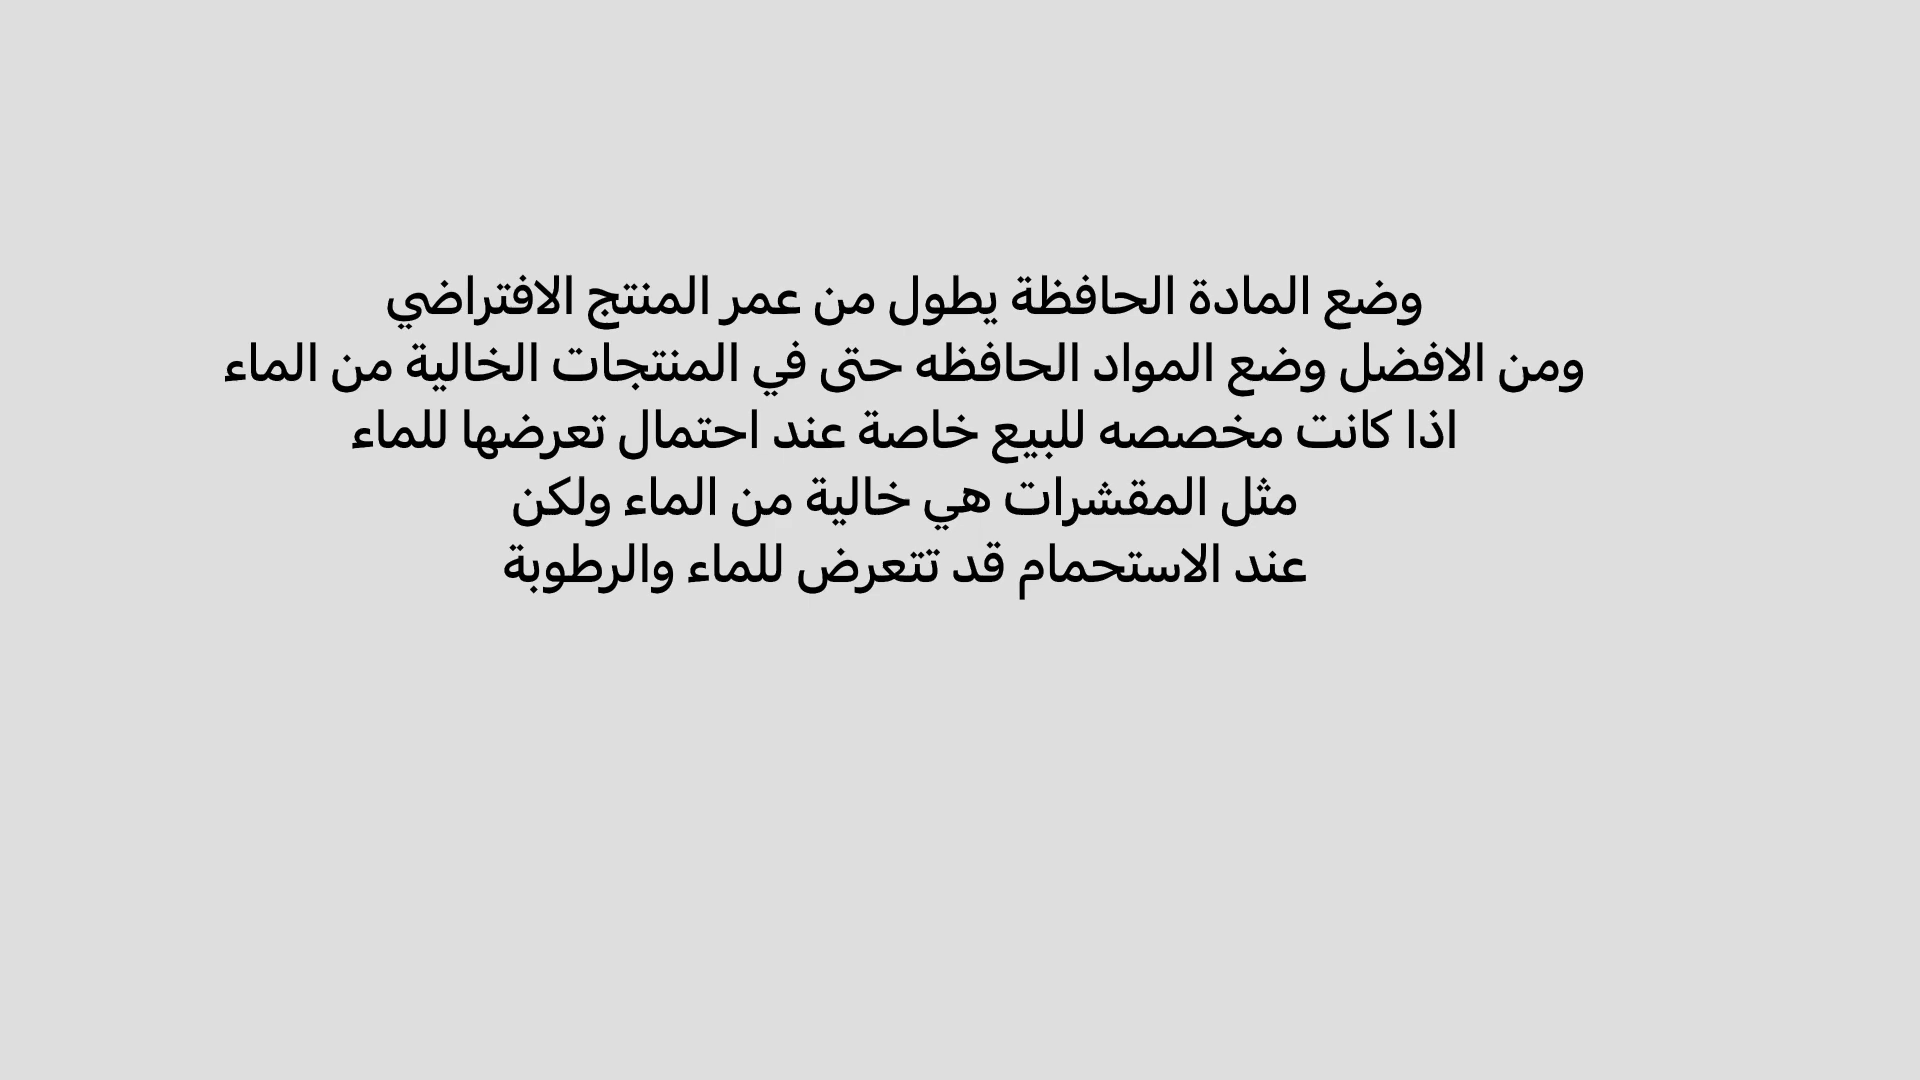 وضع المادة الحافظة يطول من عمر المنتج الافتراضي
ومن الافضل وضع المواد الحافظه حتى في المنتجات الخالية من الماء
اذا كانت مخصصه للبيع خاصة عند احتمال تعرضها للماء
مثل المقشرات هي خالية من الماء ولكن
عند الاستحمام قد تتعرض للماء والرطوبة